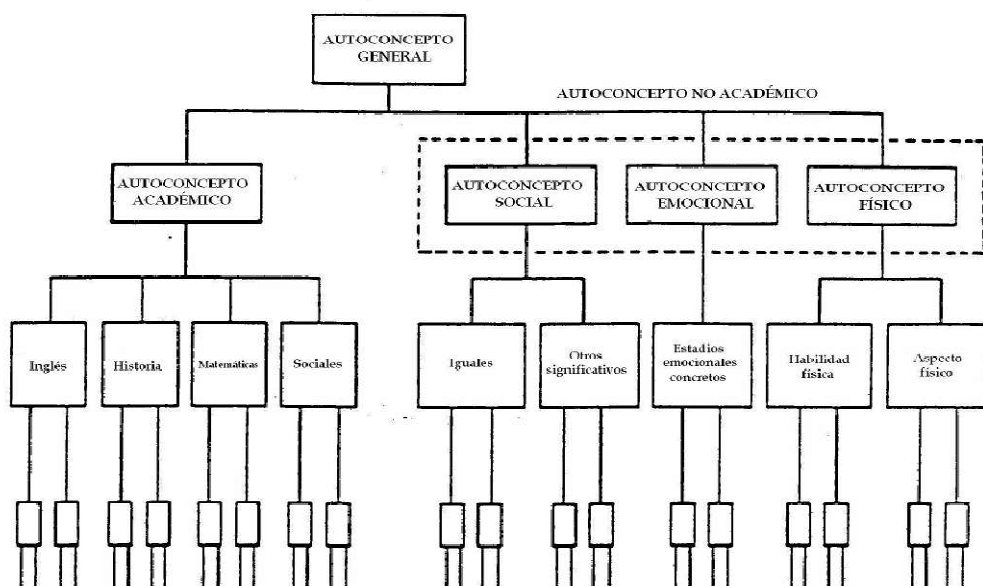 AUTOCONCEPTO
GENERAL
AUTOCONCEPTO NO ACADÉMICO
AUTOCONCEPTO
ACADÉMICO
AUTOCONCEPTO
SOCIAL
AUTOCONCEPTO
EMOCIONAL
AUTOCONCEPTO
FÍSICO
Inglés
Historia
Matemáticas
Sociales
Iguales
Otros
significativos
Estadios
emocionales
concretos
Habilidad
física
Aspecto
físico